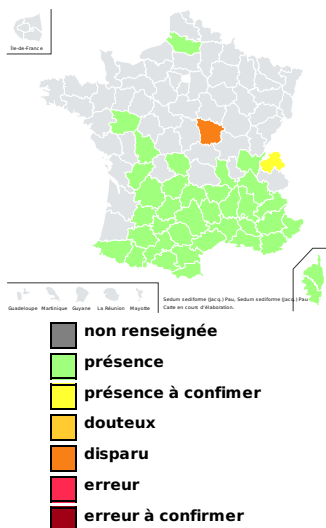 Île-de-France
Guadeloupe Martinique Guyane La Réunion Mayotte
Sedum sediforme (Jacq.) Pau, Sedum sediforme (Jacq.) Pau
Carte en cours d'élaboration.
non renseignée
présence
présence à confimer
douteux
disparu
erreur
erreur à confirmer